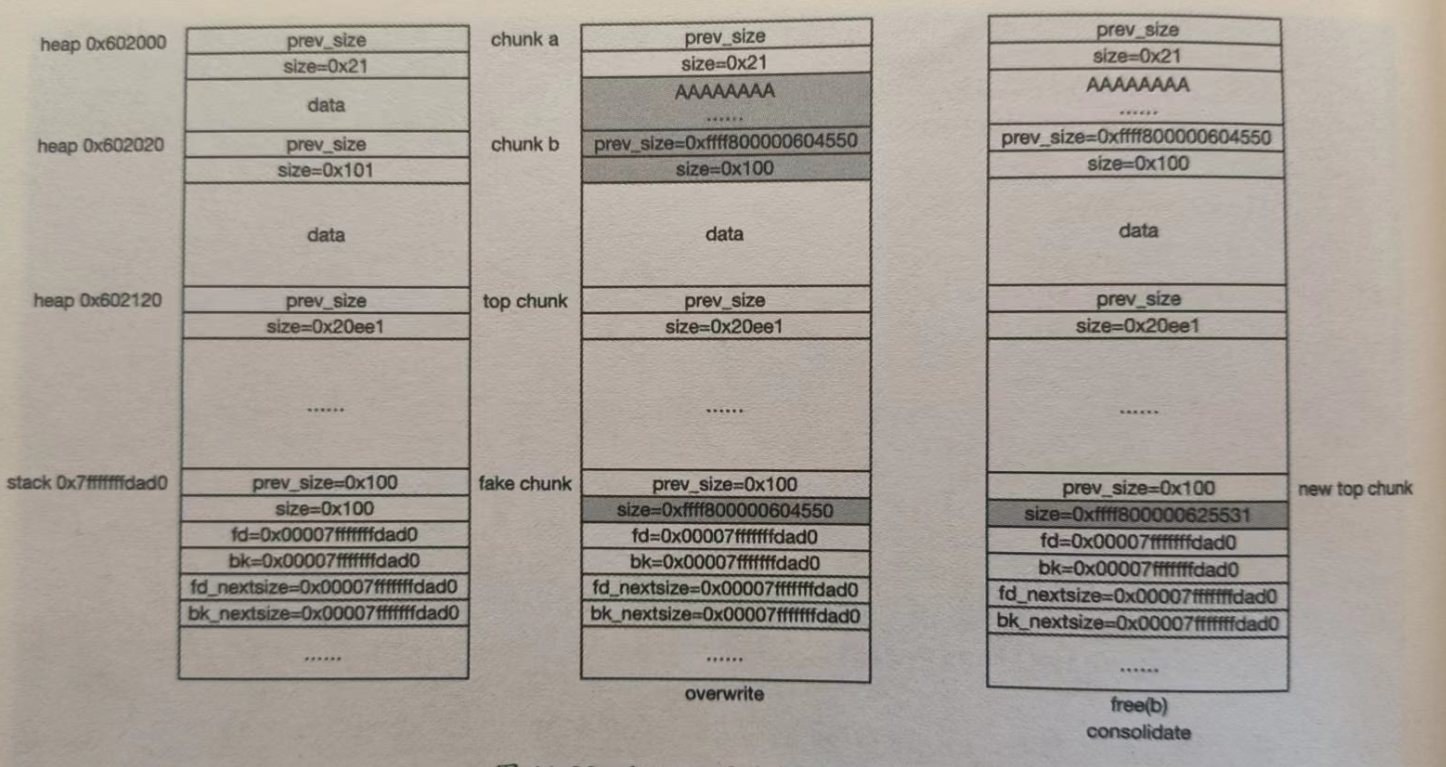 heap 0x602000
prev_size
size=0x21
data
heap 0x602020
prev_size
size=0x101
data
heap 0x602120
prev_size
size=0x20ee1
......
stack 0x7fffffffdad0
prev_size=0x100
size=0x100
fd=0x00007fffffffdad0
bk=0x00007fffffffdad0
fd_nextsize=0x00007fffffffdad0
bk_nextsize=0x00007fffffffdad0
......
chunk a
prev_size
size=0x21
AAAAAAAA
......
chunk b
prev_size=0xffff800000604550
size=0x100
data
top chunk
prev_size
size=0x20ee1
......
fake chunk
prev_size=0x100
size=0xffff800000604550
fd=0x00007fffffffdad0
bk=0x00007fffffffdad0
fd_nextsize=0x00007fffffffdad0
bk_nextsize=0x00007fffffffdad0
......
overwrite
prev_size
size=0x21
AAAAAAAA
......
prev_size=0xffff800000604550
size=0x100
data
prev_size
size=0x20ee1
......
prev_size=0x100
new top chunk
size=0xffff800000625531
fd=0x00007fffffffdad0
bk=0x00007fffffffdad0
fd_nextsize=0x00007fffffffdad0
bk_nextsize=0x00007fffffffdad0
......
free(b)
consolidate